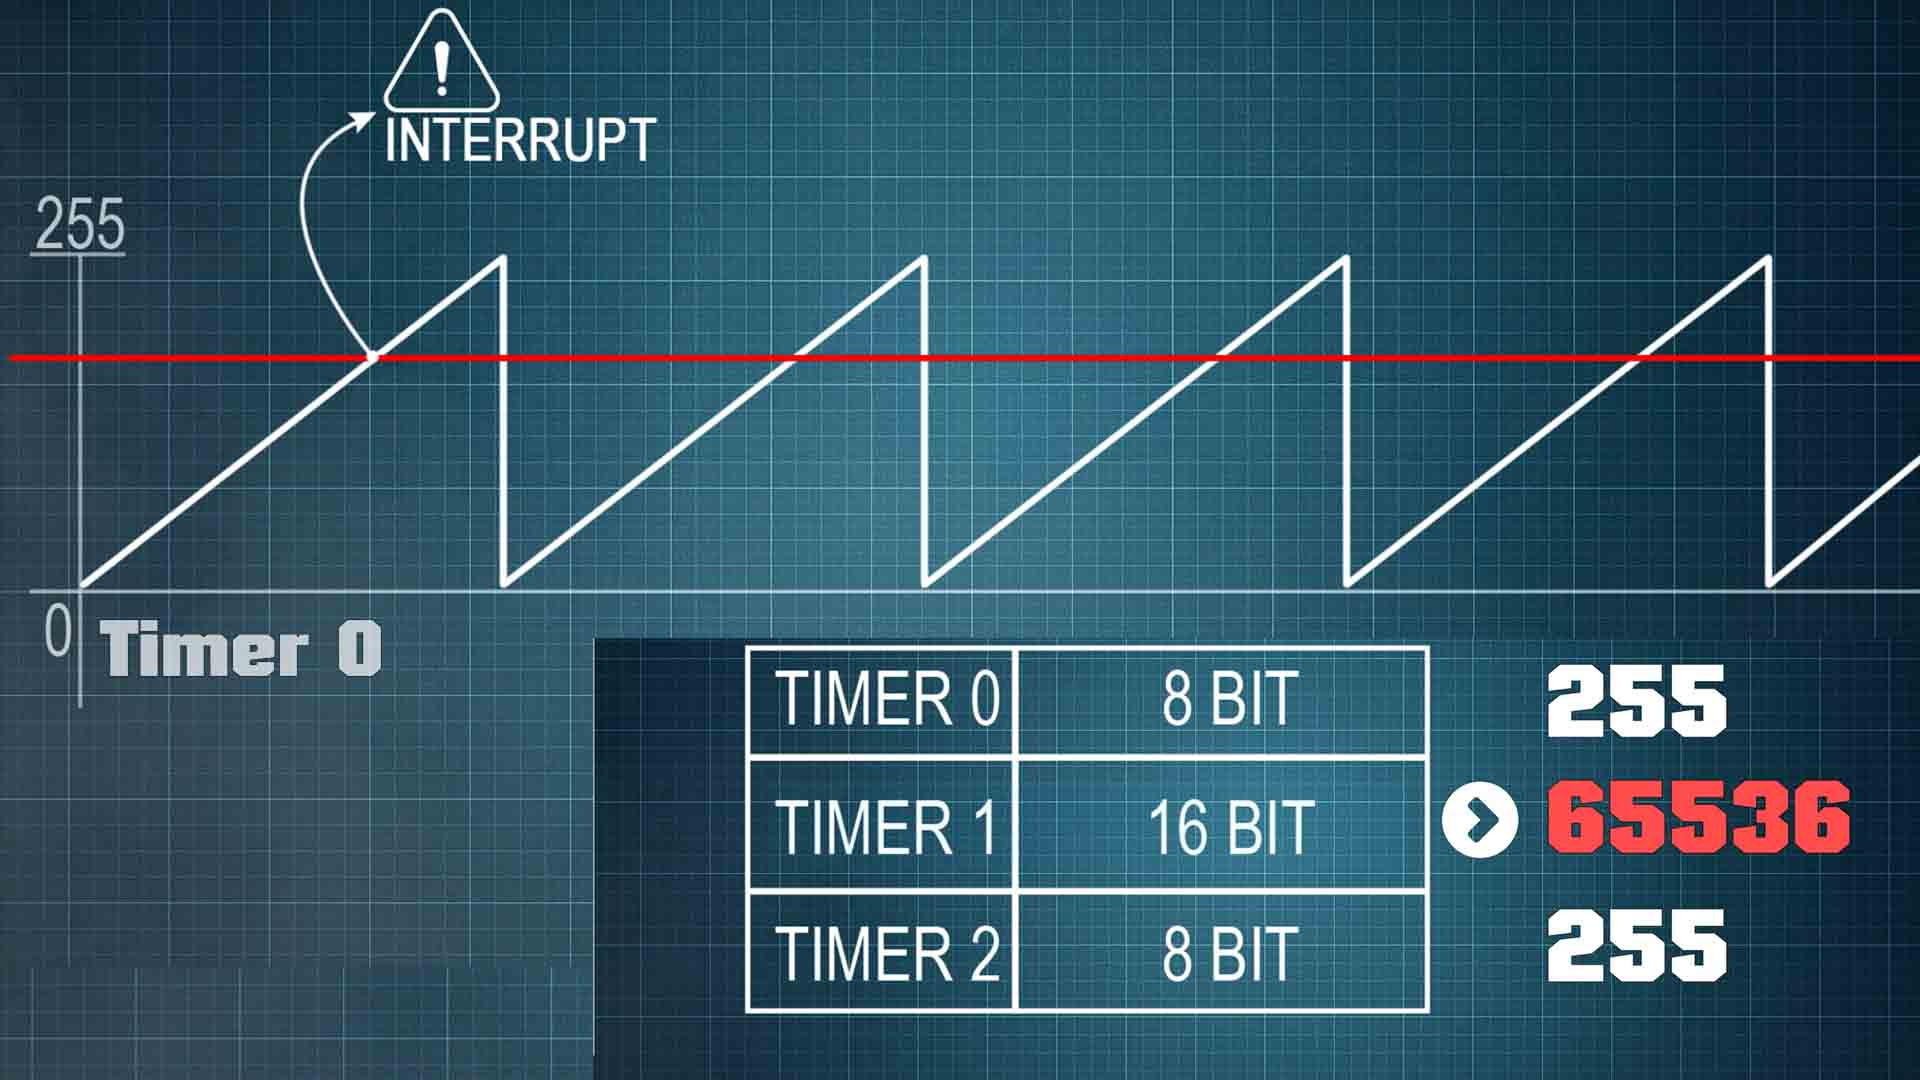 !
INTERRUPT
255
0
Timer 0
TIMER 0 8 BIT 255
TIMER 1 16 BIT 65536
TIMER 2 8 BIT 255